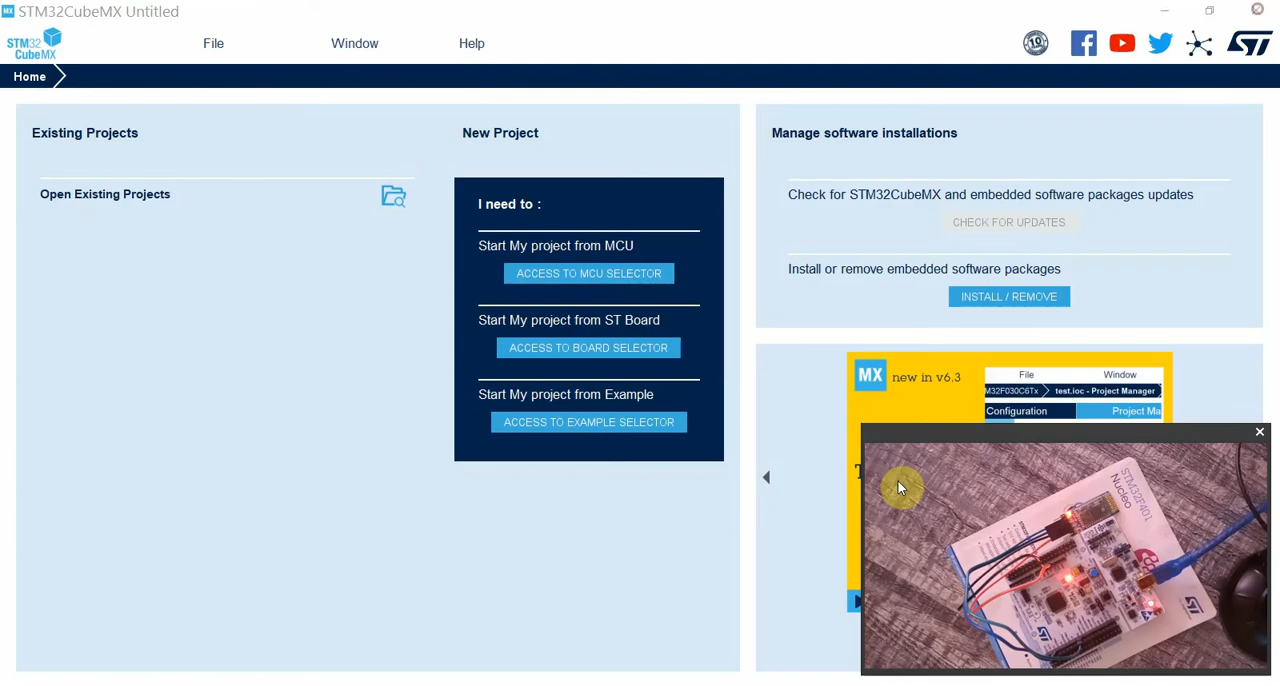 MX STM32CubeMX Untitled
STM32
CubeMX
File
Window
Help
10
Home
Existing Projects
Open Existing Projects
New Project
I need to :
Start My project from MCU
ACCESS TO MCU SELECTOR
Start My project from ST Board
ACCESS TO BOARD SELECTOR
Start My project from Example
ACCESS TO EXAMPLE SELECTOR
Manage software installations
Check for STM32CubeMX and embedded software packages updates
CHECK FOR UPDATES
Install or remove embedded software packages
INSTALL / REMOVE
MX new in v6.3
File
Window
M32F030C6Tx
test.ioc - Project Manager
Configuration
Project Ma
STM32F401
Nucleo